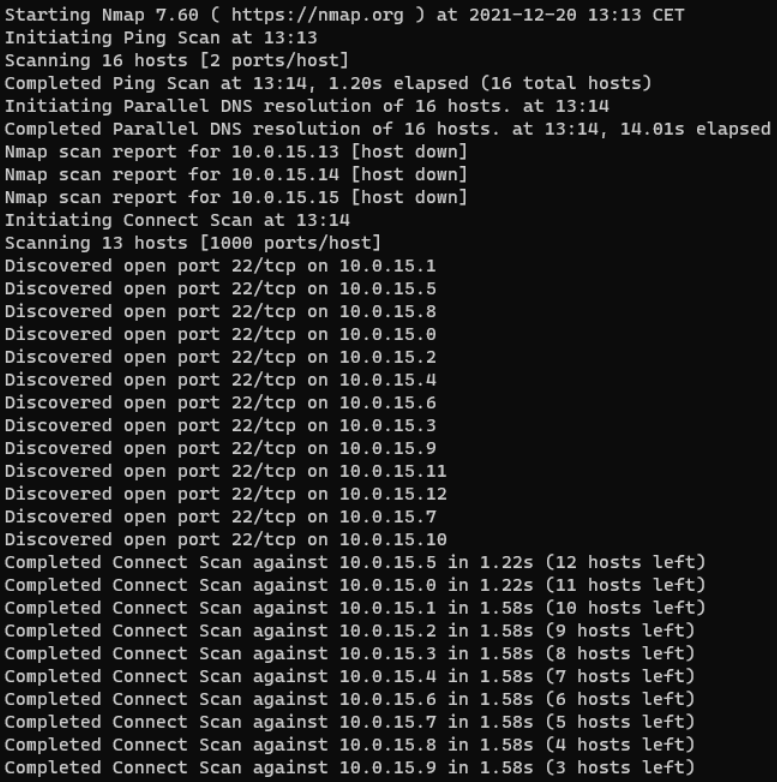 Starting Nmap 7.60 ( https://nmap.org ) at 2021-12-20 13:13 CET
Initiating Ping Scan at 13:13
Scanning 16 hosts [2 ports/host]
Completed Ping Scan at 13:14, 1.20s elapsed (16 total hosts)
Initiating Parallel DNS resolution of 16 hosts. at 13:14
Completed Parallel DNS resolution of 16 hosts. at 13:14, 14.01s elapsed
Nmap scan report for 10.0.15.13 [host down]
Nmap scan report for 10.0.15.14 [host down]
Nmap scan report for 10.0.15.15 [host down]
Initiating Connect Scan at 13:14
Scanning 13 hosts [1000 ports/host]
Discovered open port 22/tcp on 10.0.15.1
Discovered open port 22/tcp on 10.0.15.5
Discovered open port 22/tcp on 10.0.15.8
Discovered open port 22/tcp on 10.0.15.0
Discovered open port 22/tcp on 10.0.15.2
Discovered open port 22/tcp on 10.0.15.4
Discovered open port 22/tcp on 10.0.15.6
Discovered open port 22/tcp on 10.0.15.3
Discovered open port 22/tcp on 10.0.15.9
Discovered open port 22/tcp on 10.0.15.11
Discovered open port 22/tcp on 10.0.15.12
Discovered open port 22/tcp on 10.0.15.7
Discovered open port 22/tcp on 10.0.15.10
Completed Connect Scan against 10.0.15.5 in 1.22s (12 hosts left)
Completed Connect Scan against 10.0.15.0 in 1.22s (11 hosts left)
Completed Connect Scan against 10.0.15.1 in 1.58s (10 hosts left)
Completed Connect Scan against 10.0.15.2 in 1.58s (9 hosts left)
Completed Connect Scan against 10.0.15.3 in 1.58s (8 hosts left)
Completed Connect Scan against 10.0.15.4 in 1.58s (7 hosts left)
Completed Connect Scan against 10.0.15.6 in 1.58s (6 hosts left)
Completed Connect Scan against 10.0.15.7 in 1.58s (5 hosts left)
Completed Connect Scan against 10.0.15.8 in 1.58s (4 hosts left)
Completed Connect Scan against 10.0.15.9 in 1.58s (3 hosts left)